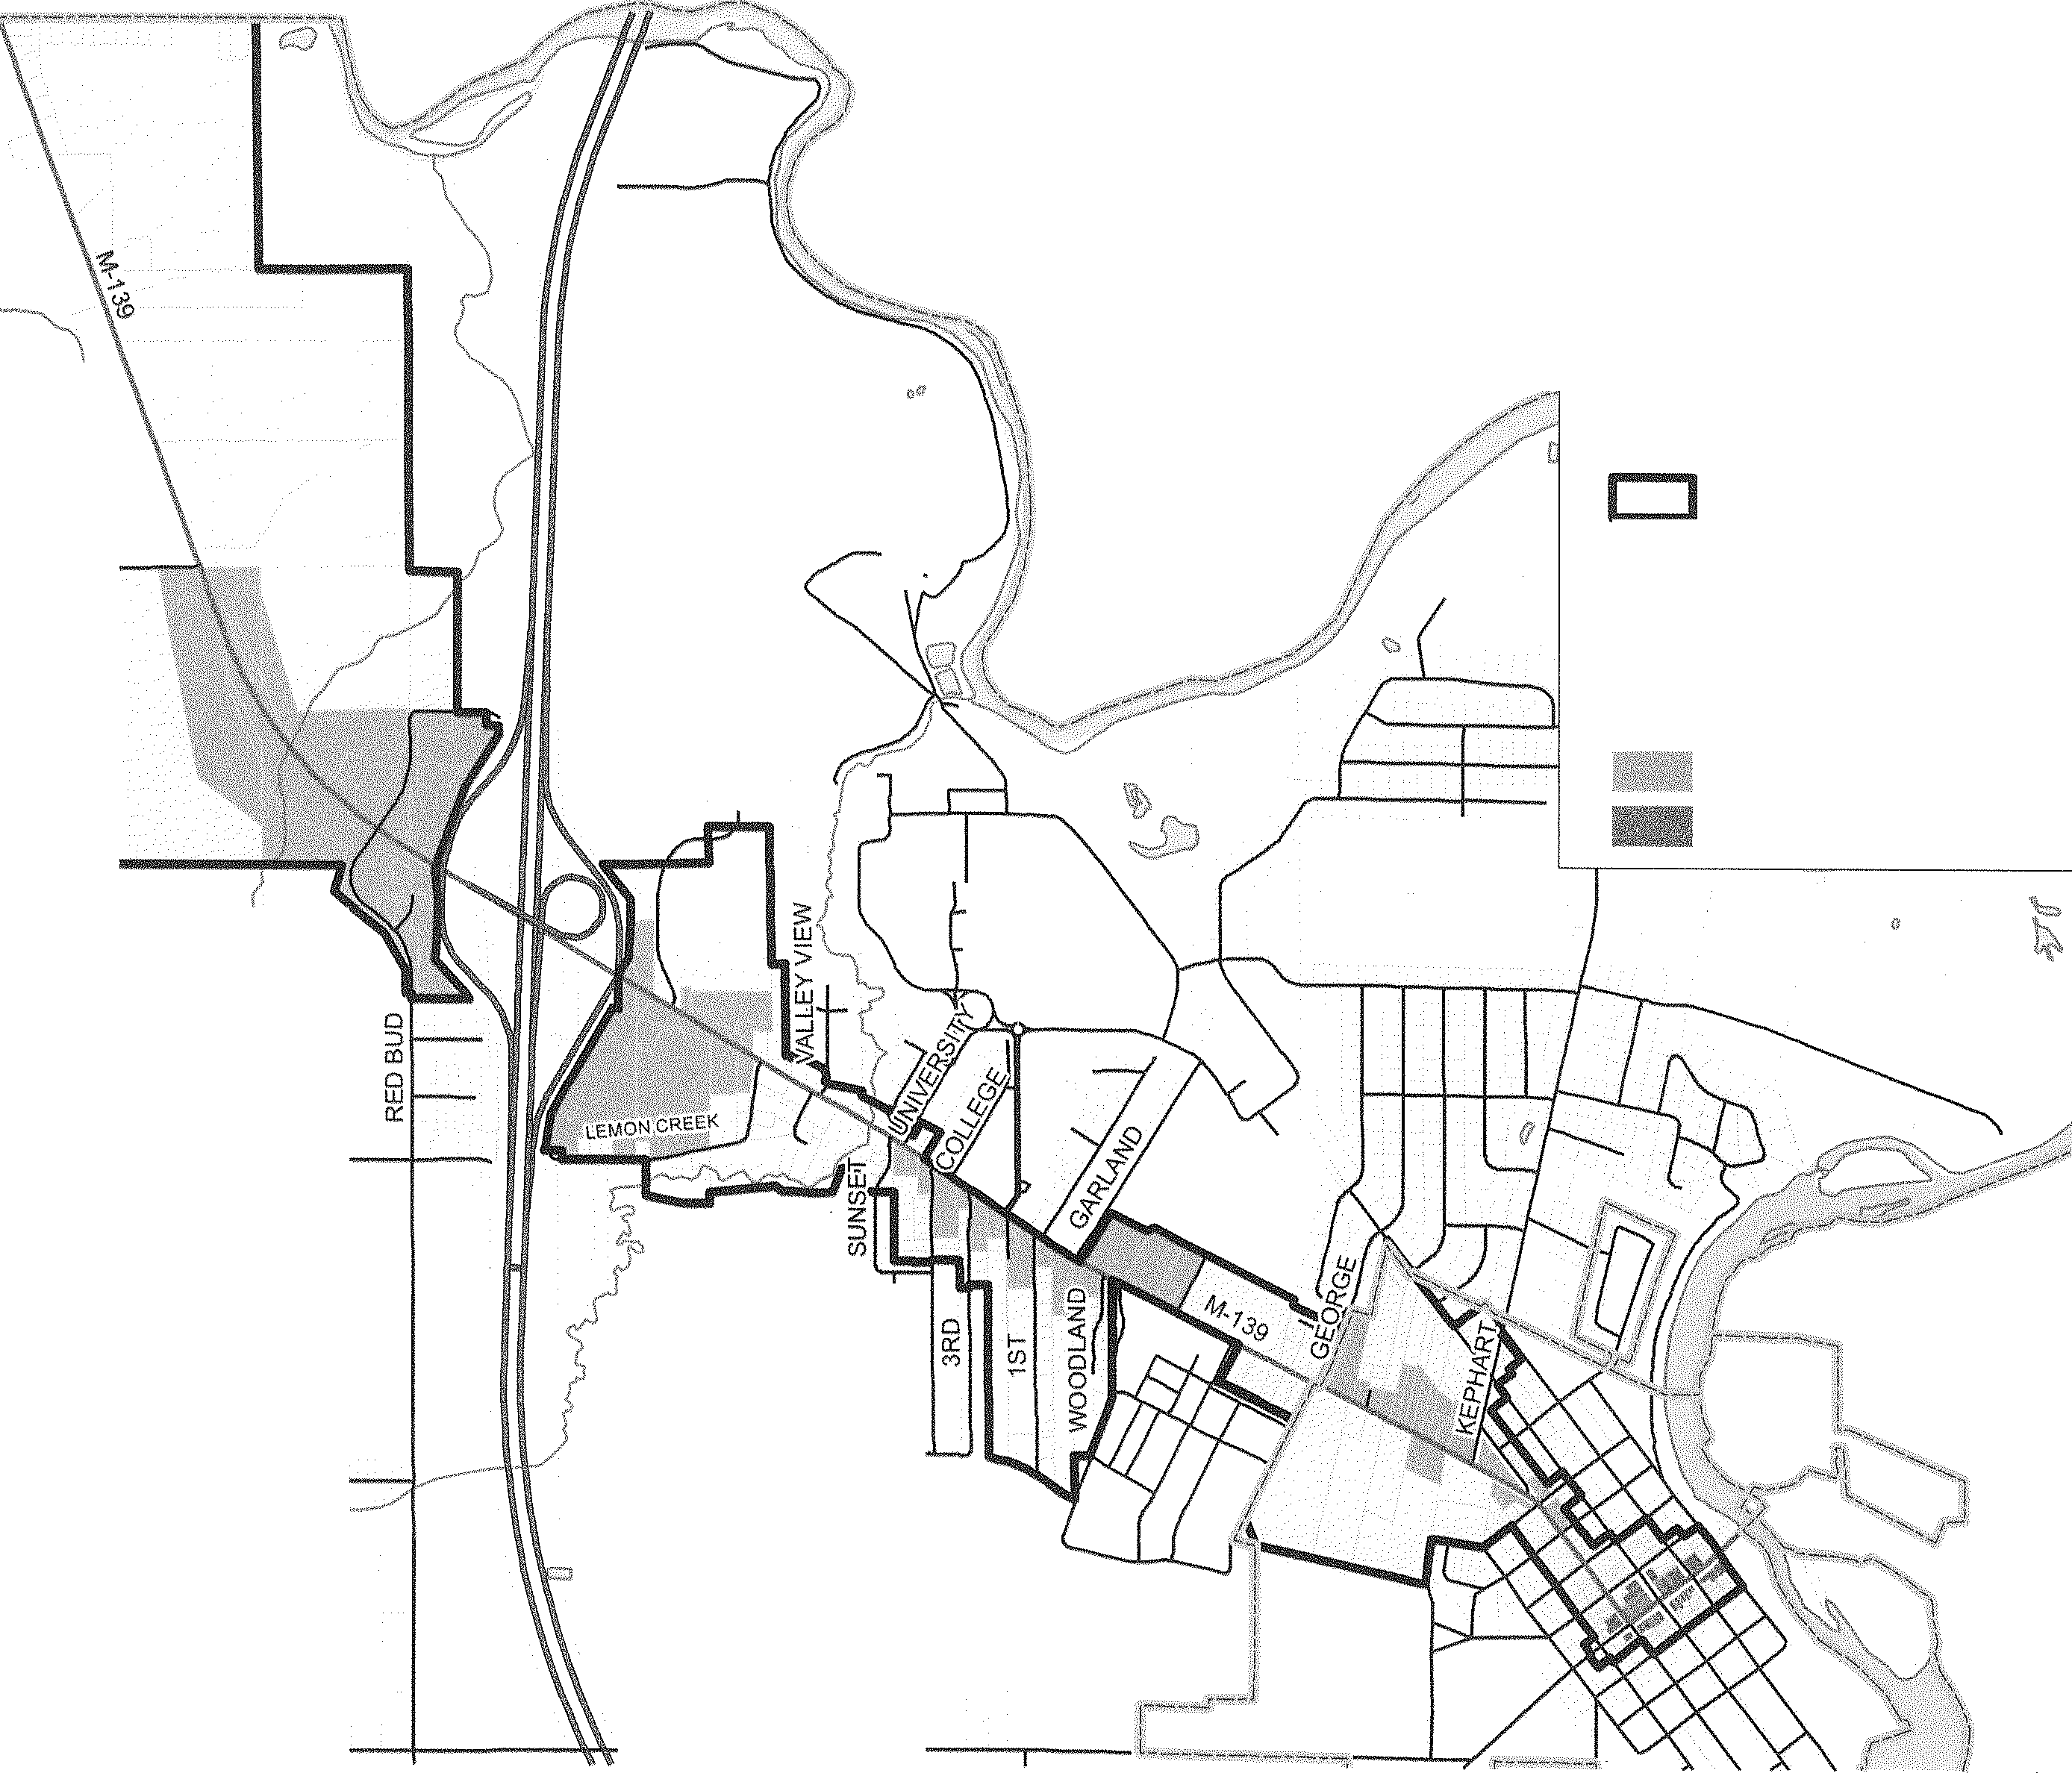 M-139
VALLEY VIEW
RED BUD
UNIVERSITY
COLLEGE
LEMON CREEK
GARLAND
SUNSET
GEORGE
M-139
3RD
1ST
WOODLAND
KEPHART